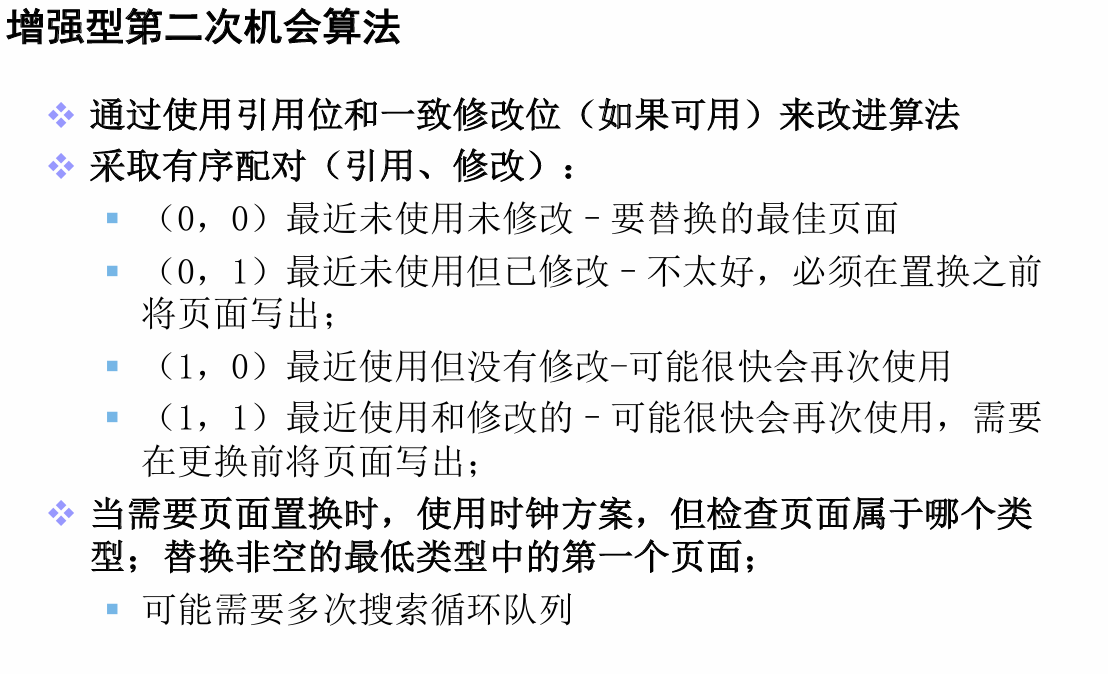 增强型第二次机会算法
通过使用引用位和一致修改位（如果可用）来改进算法
采取有序配对（引用、修改）：
（0，0）最近未使用未修改–要替换的最佳页面
（0，1）最近未使用但已修改–不太好，必须在置换之前
将页面写出；
（1，0）最近使用但没有修改-可能很快会再次使用
（1，1）最近使用和修改的–可能很快会再次使用，需要
在更换前将页面写出；
当需要页面置换时，使用时钟方案，但检查页面属于哪个类
型；替换非空的最低类型中的第一个页面；
可能需要多次搜索循环队列